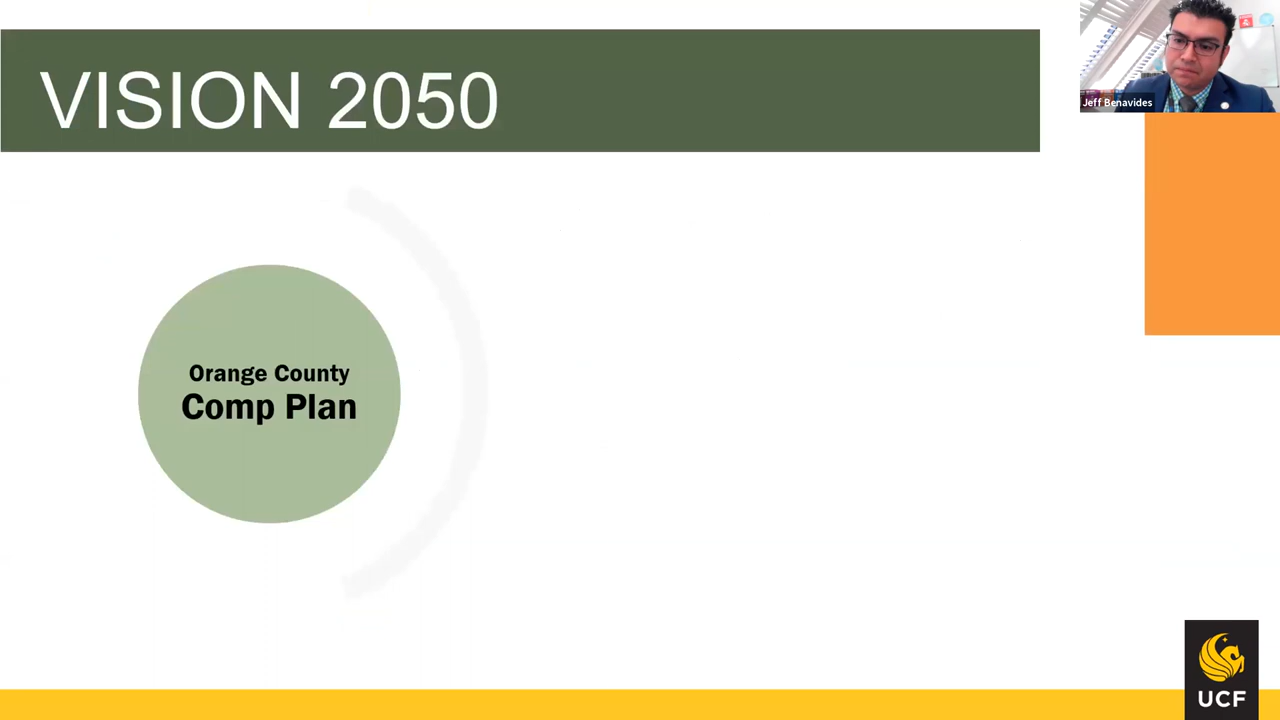 VISION 2050
Jeff Benavides
Orange County
Comp Plan
UCF